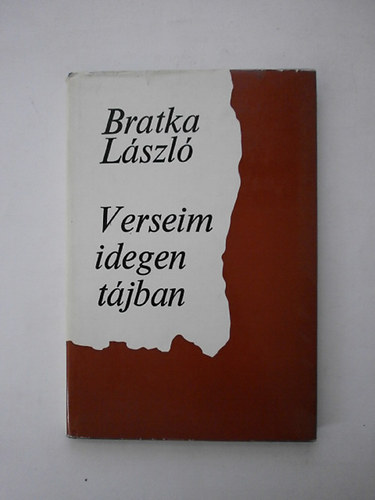 Bratka
László
Verseim
idegen
tájban